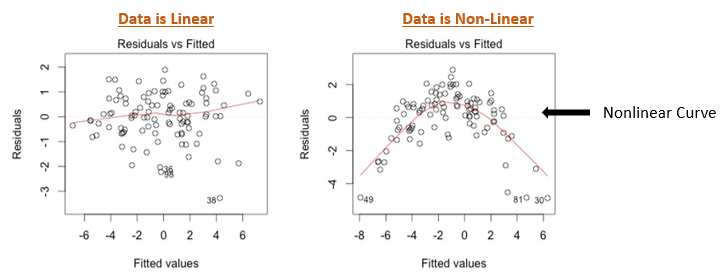 Data is Linear
Residuals vs Fitted
Residuals
2
1
0
-1
-2
-3
36
98
38
-6 -4 -2 0 2 4 6
Fitted values
Data is Non-Linear
Residuals vs Fitted
Residuals
2
0
-2
-4
49
81
30
-8 -6 -4 -2 0 2 4 6
Fitted values
Nonlinear Curve